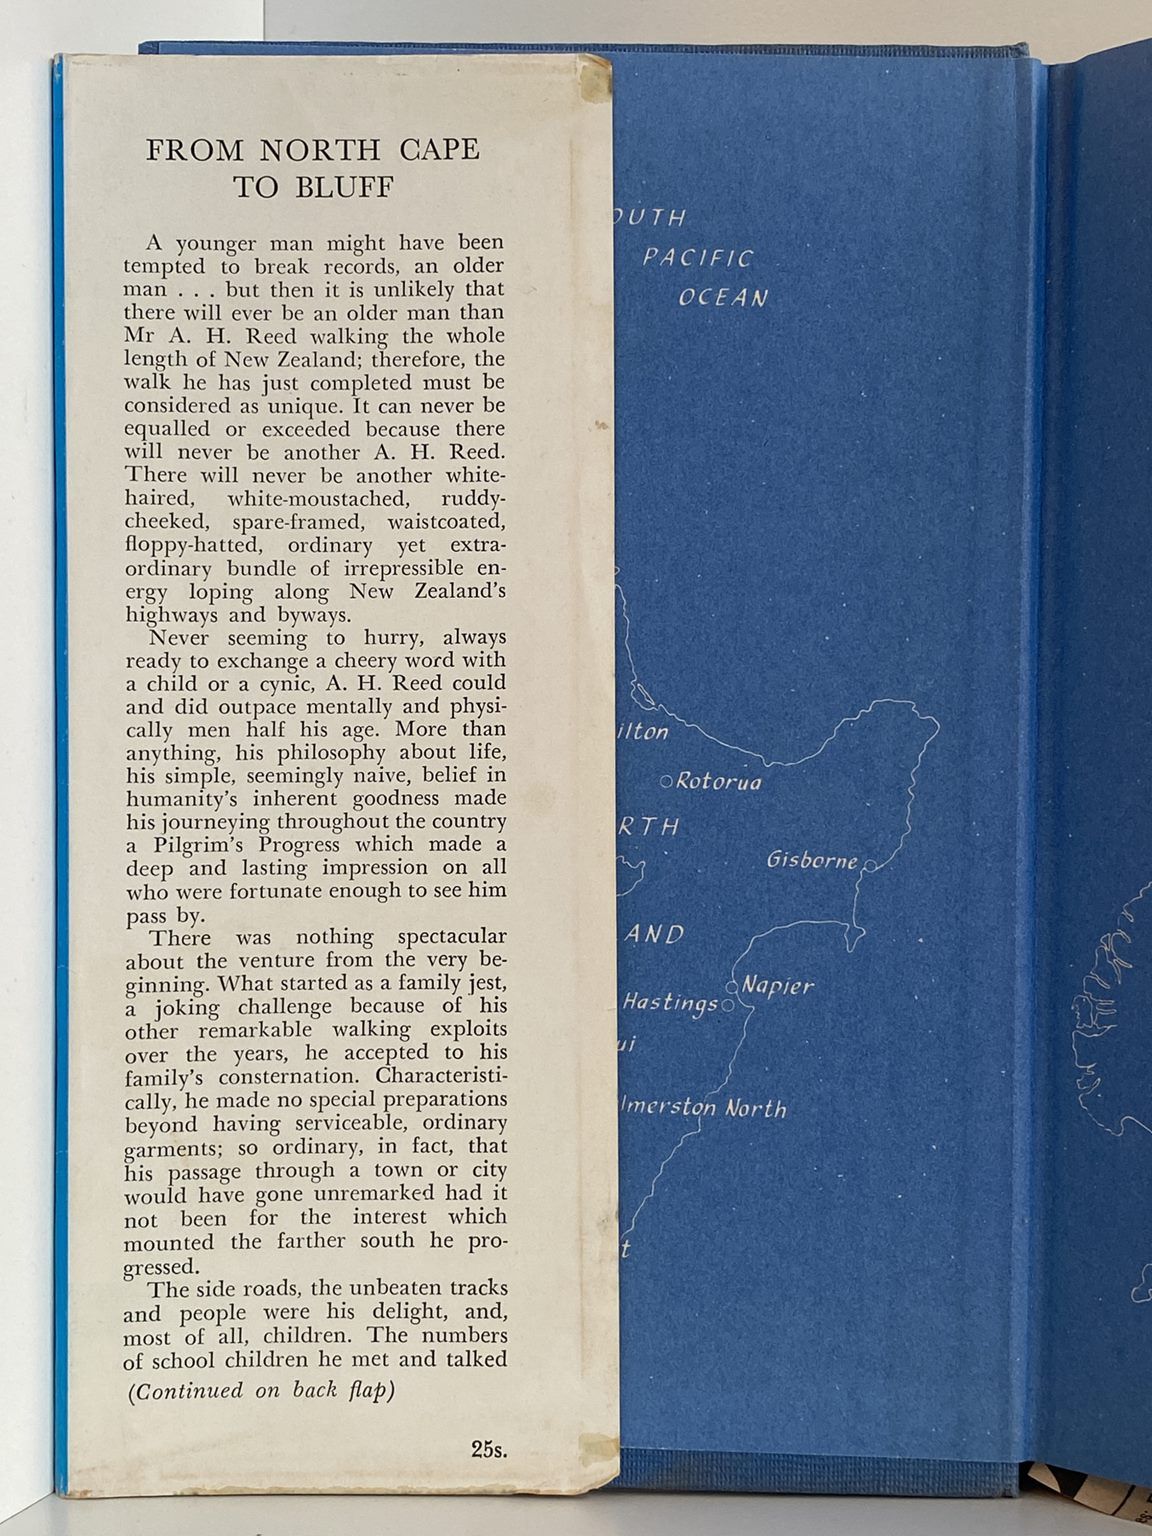 FROM NORTH CAPE
TO BLUFF
A younger man might have been
tempted to break records, an older
man . . . but then it is unlikely that
there will ever be an older man than
Mr A. H. Reed walking the whole
length of New Zealand; therefore, the
walk he has just completed must be
considered as unique. It can never be
equalled or exceeded because there
will never be another A. H. Reed.
There will never be another white-
haired, white-moustached, ruddy-
cheeked, spare-framed, waistcoated,
floppy-hatted, ordinary yet extra-
ordinary bundle of irrepressible en-
ergy loping along New Zealand's
highways and byways.
Never seeming to hurry, always
ready to exchange a cheery word with
a child or a cynic, A. H. Reed could
and did outpace mentally and physi-
cally men half his age. More than
anything, his philosophy about life,
his simple, seemingly naive, belief in
humanity's inherent goodness made
his journeying throughout the country
a Pilgrim's Progress which made a
deep and lasting impression on all
who were fortunate enough to see him
pass by.
There was nothing spectacular
about the venture from the very be-
ginning. What started as a family jest,
a joking challenge because of his
other remarkable walking exploits
over the years, he accepted to his
family's consternation. Characteristi-
cally, he made no special preparations
beyond having serviceable, ordinary
garments; so ordinary, in fact, that
his passage through a town or city
would have gone unremarked had it
not been for the interest which
mounted the farther south he pro-
gressed.
The side roads, the unbeaten tracks
and people were his delight, and,
most of all, children. The numbers
of school children he met and talked
(Continued on back flap)
25s.
OUTH
PACIFIC
OCEAN
ilton
Rotorua
RTH
Gisborne
AND
Napier
Hastings
ui
lmerston North
t